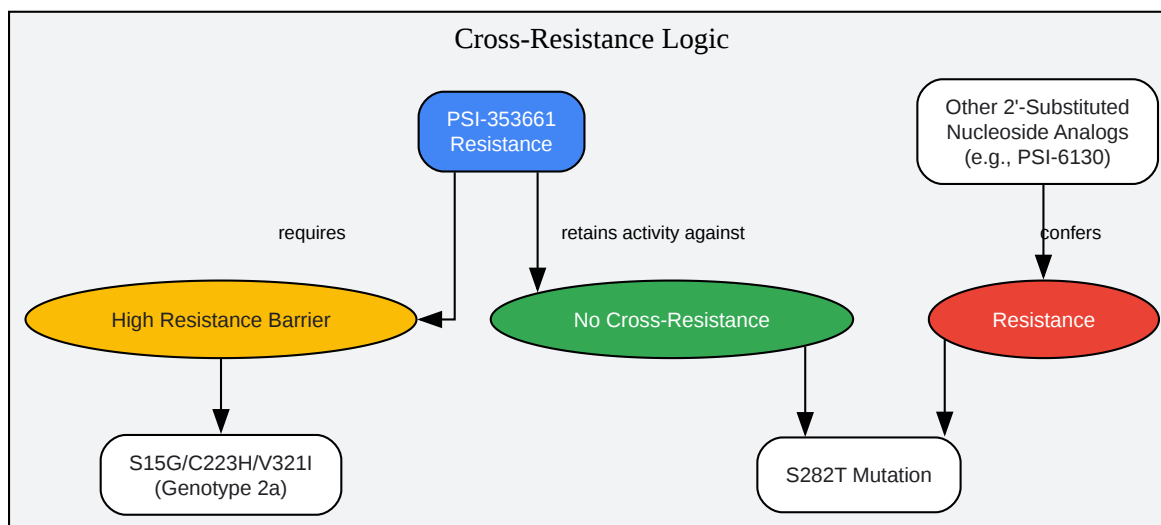 Cross-Resistance Logic
PSI-353661
Resistance
Other 2'-Substituted
Nucleoside Analogs
(e.g., PSI-6130)
requires
retains activity against
confers
High Resistance Barrier
No Cross-Resistance
Resistance
S15G/C223H/V321I
(Genotype 2a)
S282T Mutation